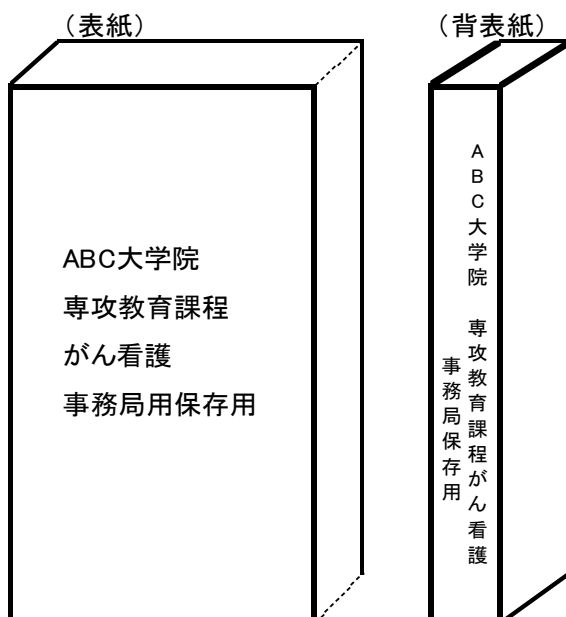 (表紙)
ABC大学院
専攻教育課程
がん看護
事務局用保存用
(背表紙)
ABC大学院 専攻教育課程がん看護
事務局保存用